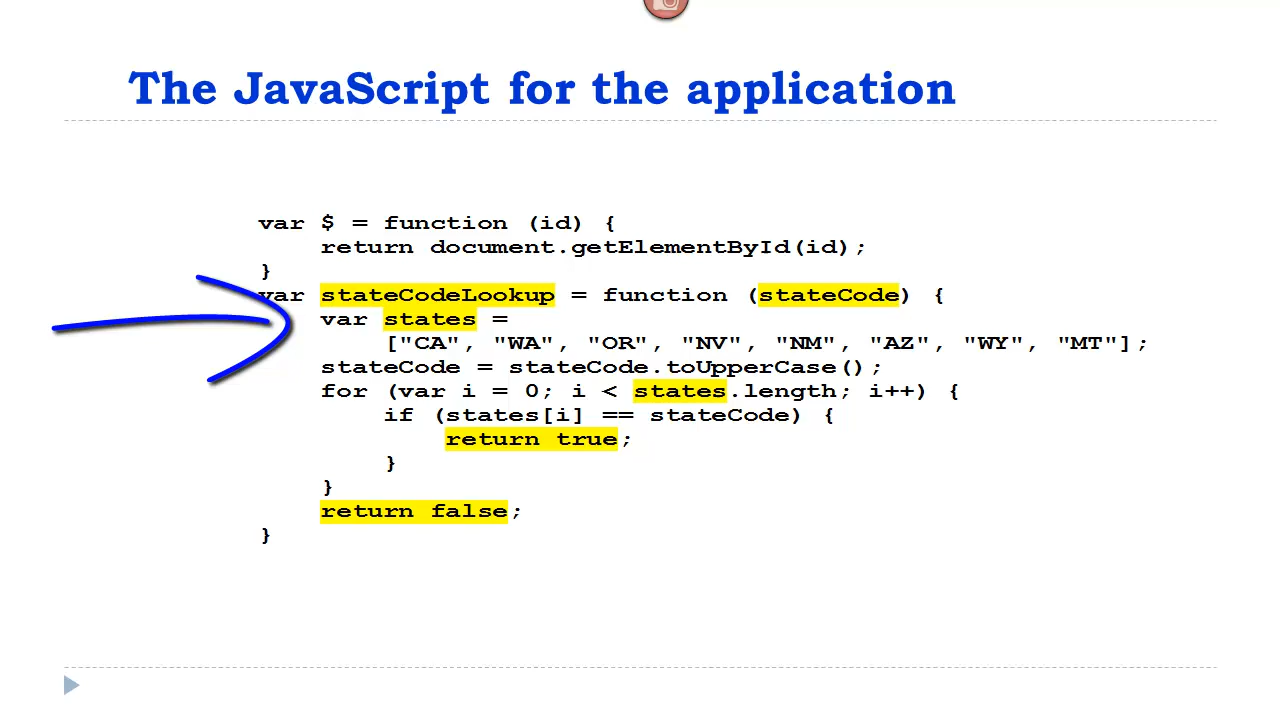 The JavaScript for the application
var $ = function (id) {
    return document.getElementById(id);
}
var stateCodeLookup = function (stateCode) {
    var states =
        ["CA", "WA", "OR", "NV", "NM", "AZ", "WY", "MT"];
    stateCode = stateCode.toUpperCase();
    for (var i = 0; i < states.length; i++) {
        if (states[i] == stateCode) {
            return true;
        }
    }
    return false;
}